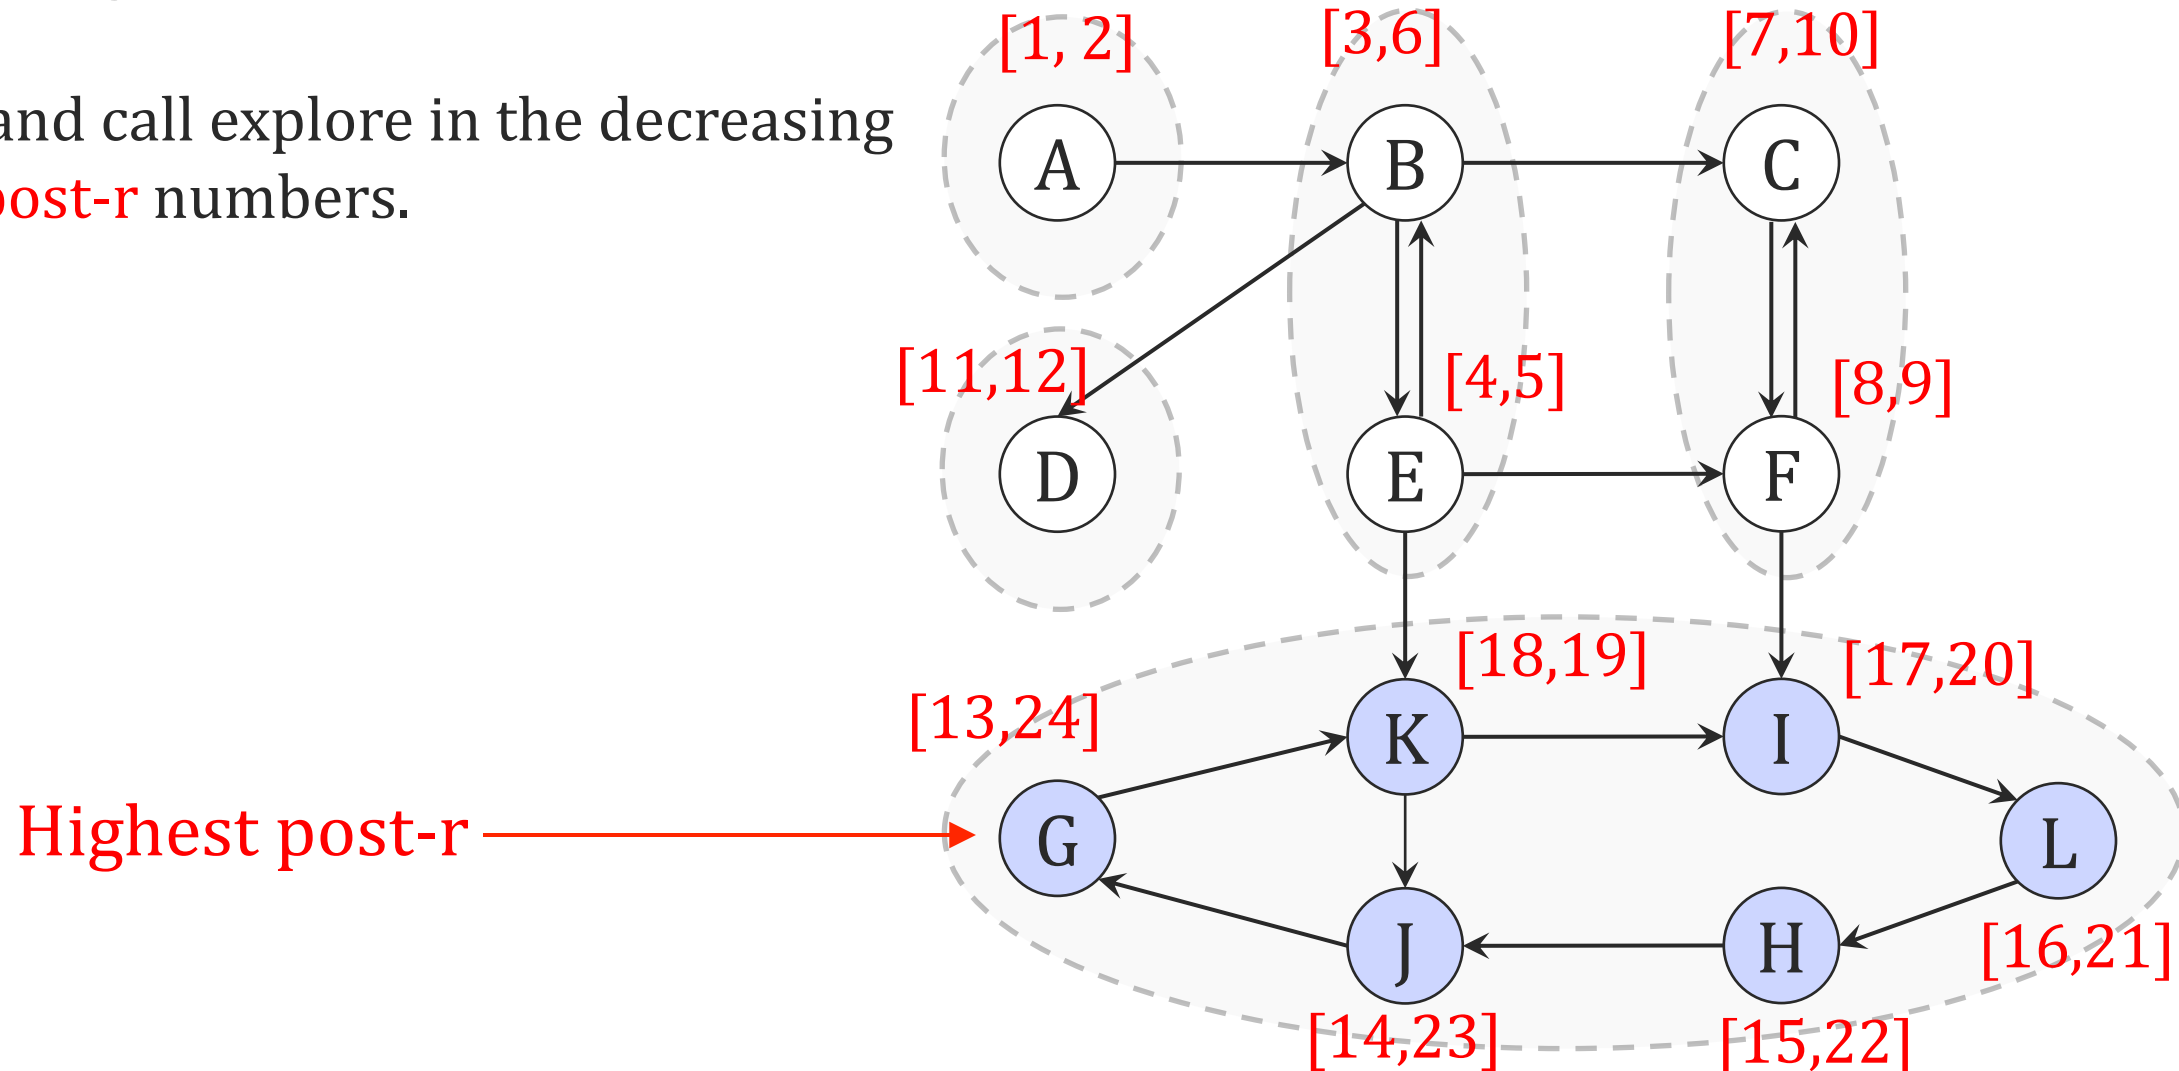 [1, 2]
[3,6]
[7,10]
and call explore in the decreasing
post-r numbers.
A
B
C
[11,12]
[4,5]
[8,9]
D
E
F
[18,19]
[17,20]
[13,24]
K
I
Highest post-r
G
L
J
H
[16,21]
[14,23]
[15,22]